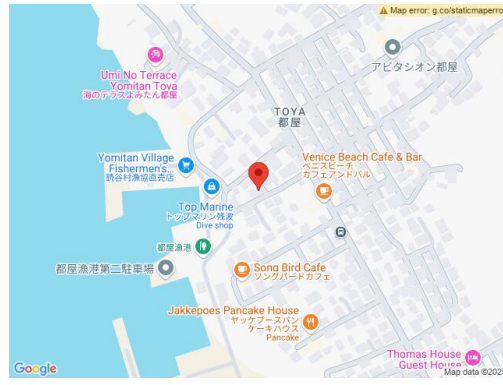 Map error: g.co/staticmaperro
アビタシオン都屋
Umi No Terrace
Yomitan Toya
海のテラスよみたん都屋
TOYA
都屋
Yomitan Village
Fishermen's...
読谷村漁協直売店
Venice Beach Cafe & Bar
ベニスビーチ
カフェアンドバル
Top Marine
トップマリン残波
Dive shop
都屋漁港
都屋漁港第二駐車場
Song Bird Cafe
ソングバードカフェ
Jakkepoes Pancake House
ヤッケブースパン
ケーキハウス
Pancake
Thomas House
Guest House
Google
Map data ©202